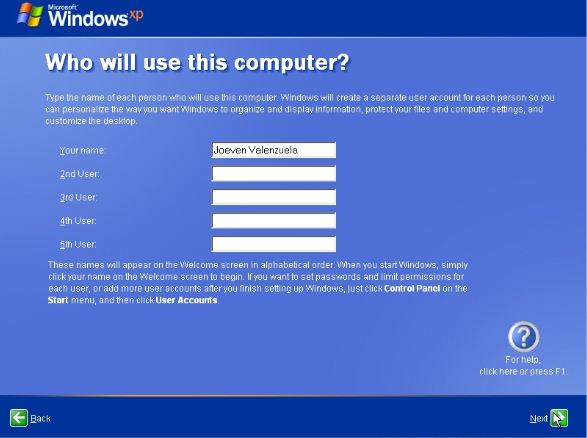 Microsoft
Windows xp
Who will use this computer?
Type the name of each person who will use this computer. Windows will create a separate user account for each person so you
can personalize the way you want Windows to organize and display information, protect your files and computer settings, and
customize the desktop.
Your name: Joeven Valenzuela
2nd User:
3rd User:
4th User:
5th User:
These names will appear on the Welcome screen in alphabetical order. When you start Windows, simply
click your name on the Welcome screen to begin. If you want to set passwords and limit permissions for
each user, or add more user accounts after you finish setting up Windows, just click Control Panel on the
Start menu, and then click User Accounts.
?
For help,
click here or press F1.
Back
Next